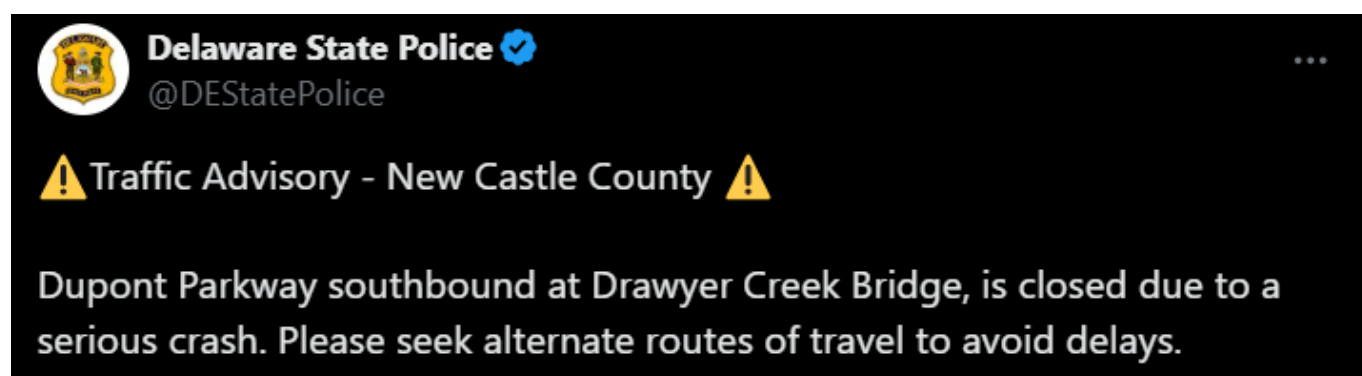 Delaware State Police
@DEStatePolice
⚠️Traffic Advisory - New Castle County ⚠️
Dupont Parkway southbound at Drawyer Creek Bridge, is closed due to a
serious crash. Please seek alternate routes of travel to avoid delays.